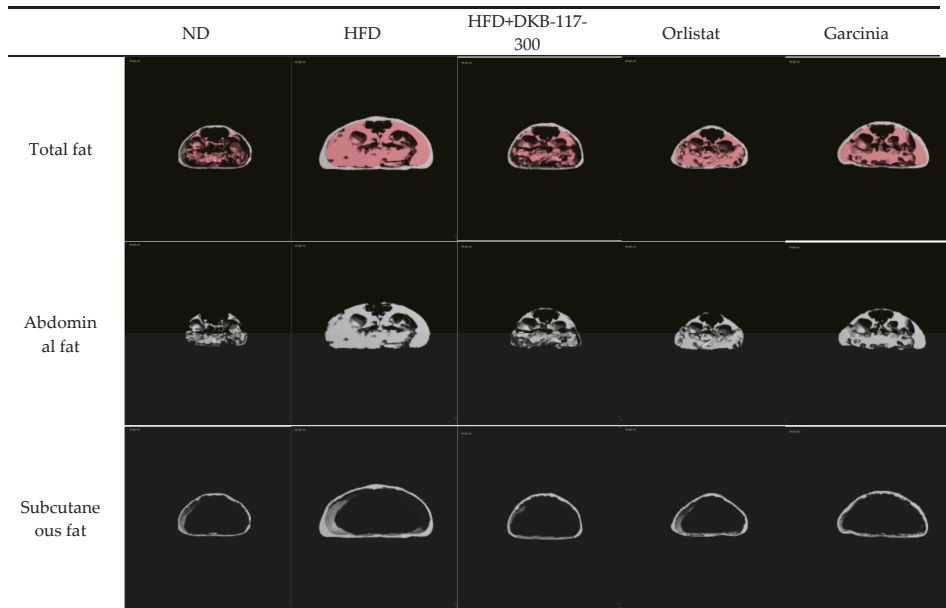 ND HFD HFD+DKB-117- Orlistat Garcinia
300
Total fat
Abdomin
al fat
Subcutane
ous fat